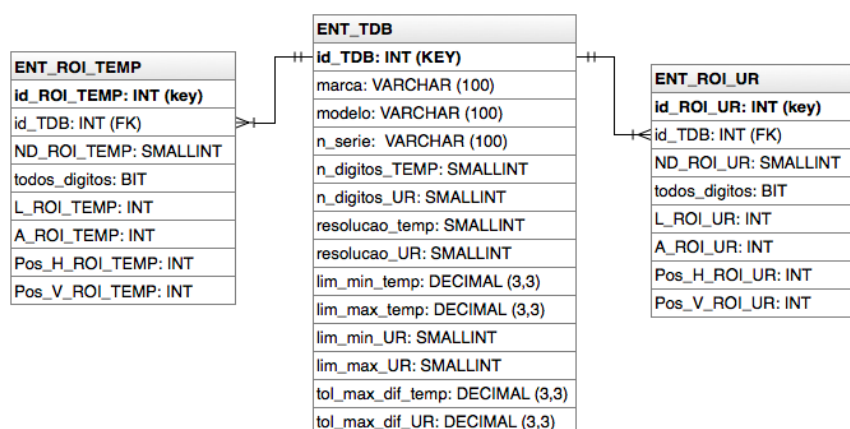 ENT_ROI_TEMP
id_ROI_TEMP: INT (key)
id_TDB: INT (FK)
ND_ROI_TEMP: SMALLINT
todos_digitos: BIT
L_ROI_TEMP: INT
A_ROI_TEMP: INT
Pos_H_ROI_TEMP: INT
Pos_V_ROI_TEMP: INT
ENT_TDB
id_TDB: INT (KEY)
marca: VARCHAR (100)
modelo: VARCHAR (100)
n_serie: VARCHAR (100)
n_digitos_TEMP: SMALLINT
n_digitos_UR: SMALLINT
resolucao_temp: SMALLINT
resolucao_UR: SMALLINT
lim_min_temp: DECIMAL (3,3)
lim_max_temp: DECIMAL (3,3)
lim_min_UR: SMALLINT
lim_max_UR: SMALLINT
tol_max_dif_temp: DECIMAL (3,3)
tol_max_dif_UR: DECIMAL (3,3)
ENT_ROI_UR
id_ROI_UR: INT (key)
id_TDB: INT (FK)
ND_ROI_UR: SMALLINT
todos_digitos: BIT
L_ROI_UR: INT
A_ROI_UR: INT
Pos_H_ROI_UR: INT
Pos_V_ROI_UR: INT